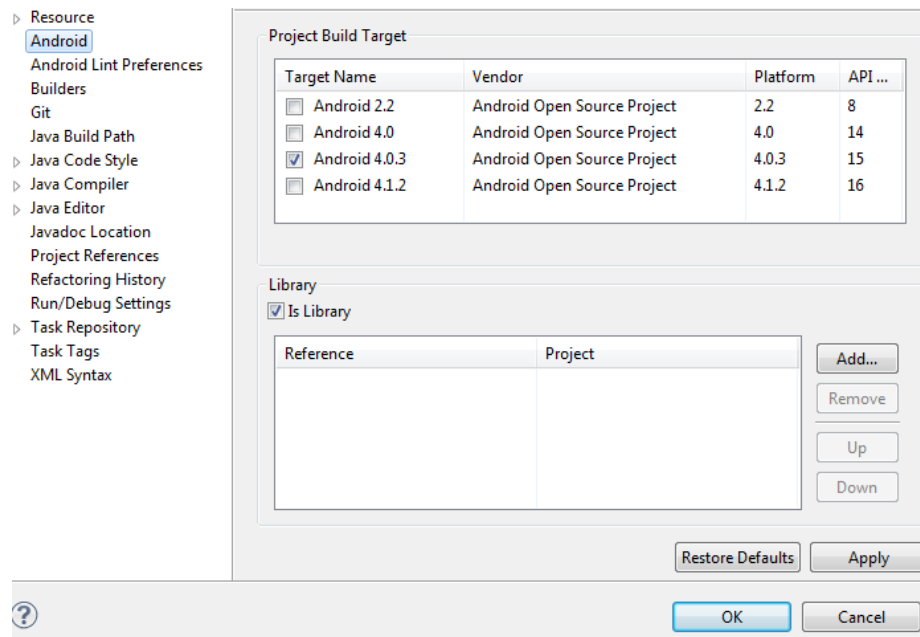 Resource
Android
Android Lint Preferences
Builders
Git
Java Build Path
Java Code Style
Java Compiler
Java Editor
Javadoc Location
Project References
Refactoring History
Run/Debug Settings
Task Repository
Task Tags
XML Syntax
Project Build Target
Target Name Vendor Platform API ...
Android 2.2 Android Open Source Project 2.2 8
Android 4.0 Android Open Source Project 4.0 14
Android 4.0.3 Android Open Source Project 4.0.3 15
Android 4.1.2 Android Open Source Project 4.1.2 16
Library
Is Library
Reference Project
Add...
Remove
Up
Down
Restore Defaults Apply
? OK Cancel